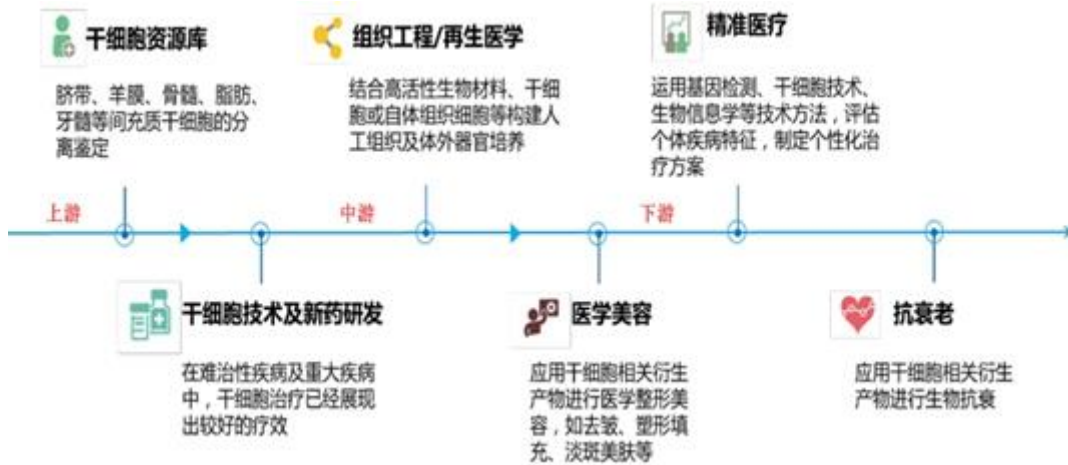 干细胞资源库
脐带、羊膜、骨髓、脂肪、
牙髓等间充质干细胞的分
离鉴定
组织工程/再生医学
结合高活性生物材料、干细
胞或自体组织细胞等构建人
工组织及体外器官培养
精准医疗
运用基因检测、干细胞技术、
生物信息学等技术方法，评估
个体疾病特征，制定个性化治
疗方案
上游
中游
下游
干细胞技术及新药研发
在难治性疾病及重大疾病
中，干细胞治疗已经展现
出较好的疗效
医学美容
应用干细胞相关衍生
产物进行医学整形美
容，如去皱、塑形填
充、淡斑美肤等
抗衰老
应用干细胞相关衍生
产物进行生物抗衰